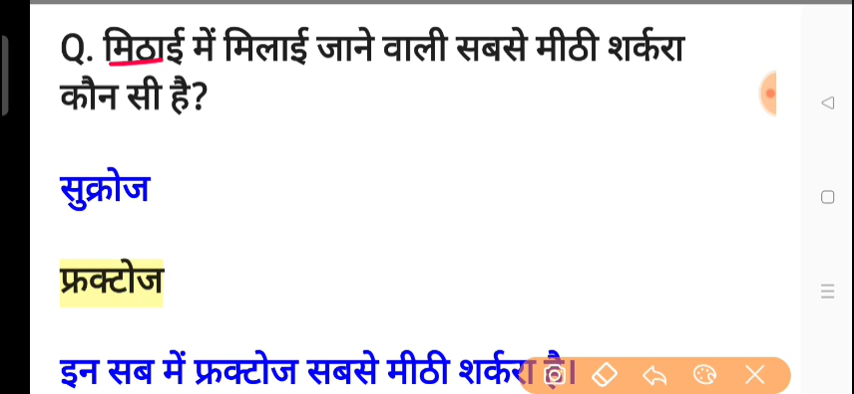 Q. मिठाई में मिलाई जाने वाली सबसे मीठी शर्करा
कौन सी है?
सुक्रोज
फ्रक्टोज
इन सब में फ्रक्टोज सबसे मीठी शर्करा है।